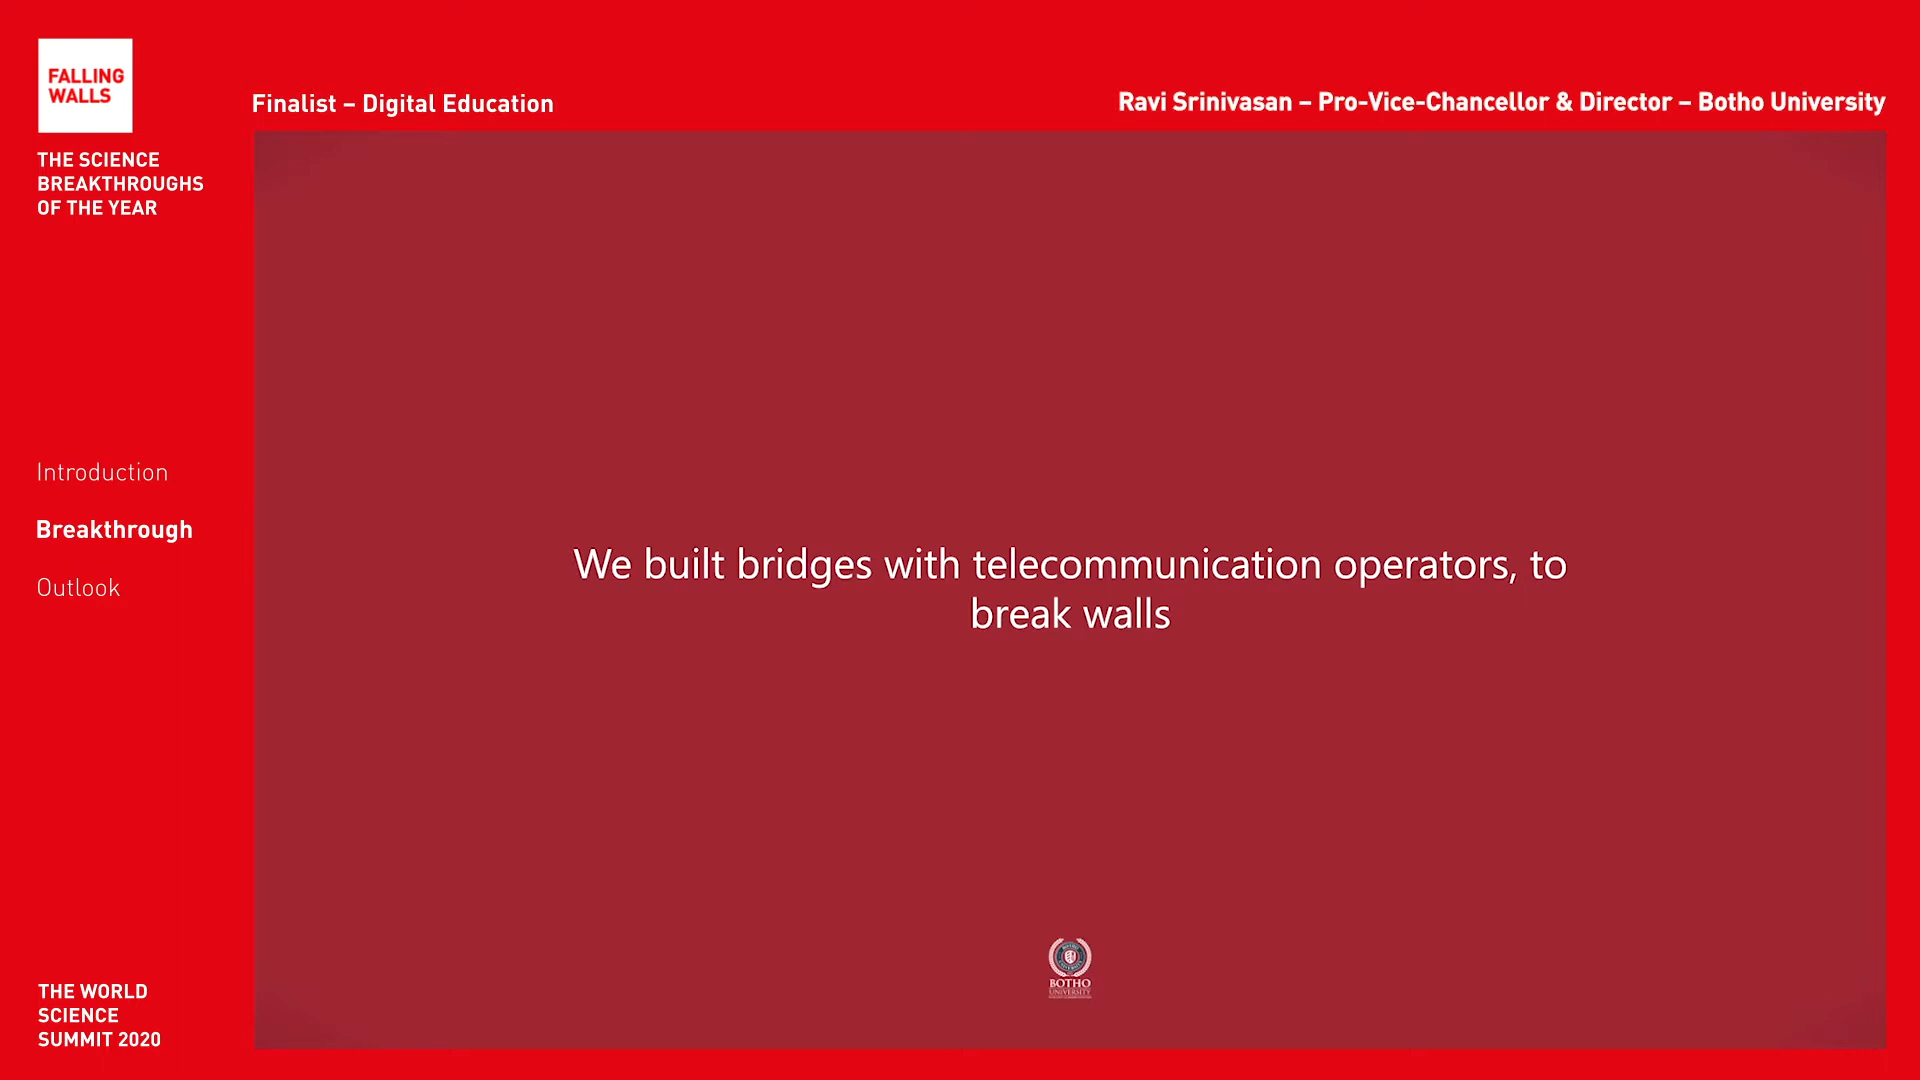 FALLING
WALLS
THE SCIENCE
BREAKTHROUGHS
OF THE YEAR
Finalist – Digital Education
Ravi Srinivasan – Pro-Vice-Chancellor & Director – Botho University
Introduction
Breakthrough
Outlook
We built bridges with telecommunication operators, to
break walls
BOTHO
UNIVERSITY
THE WORLD
SCIENCE
SUMMIT 2020